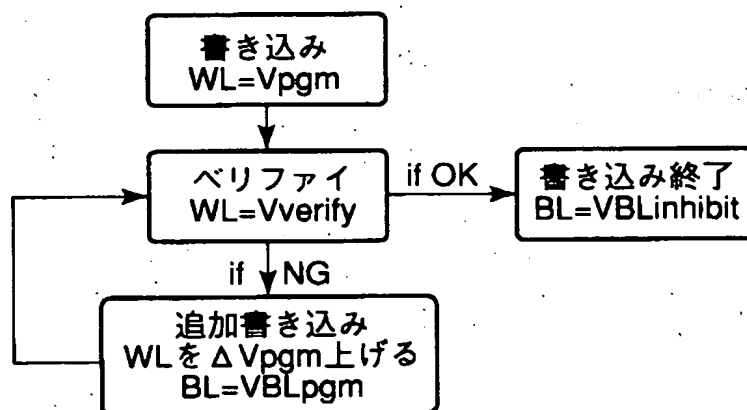 書き込み
WL=Vpgm
ベリファイ
WL=Vverify
if OK
書き込み終了
BL=VBLinhibit
if NG
追加書き込み
WLをΔVpgm上げる
BL=VBLpgm